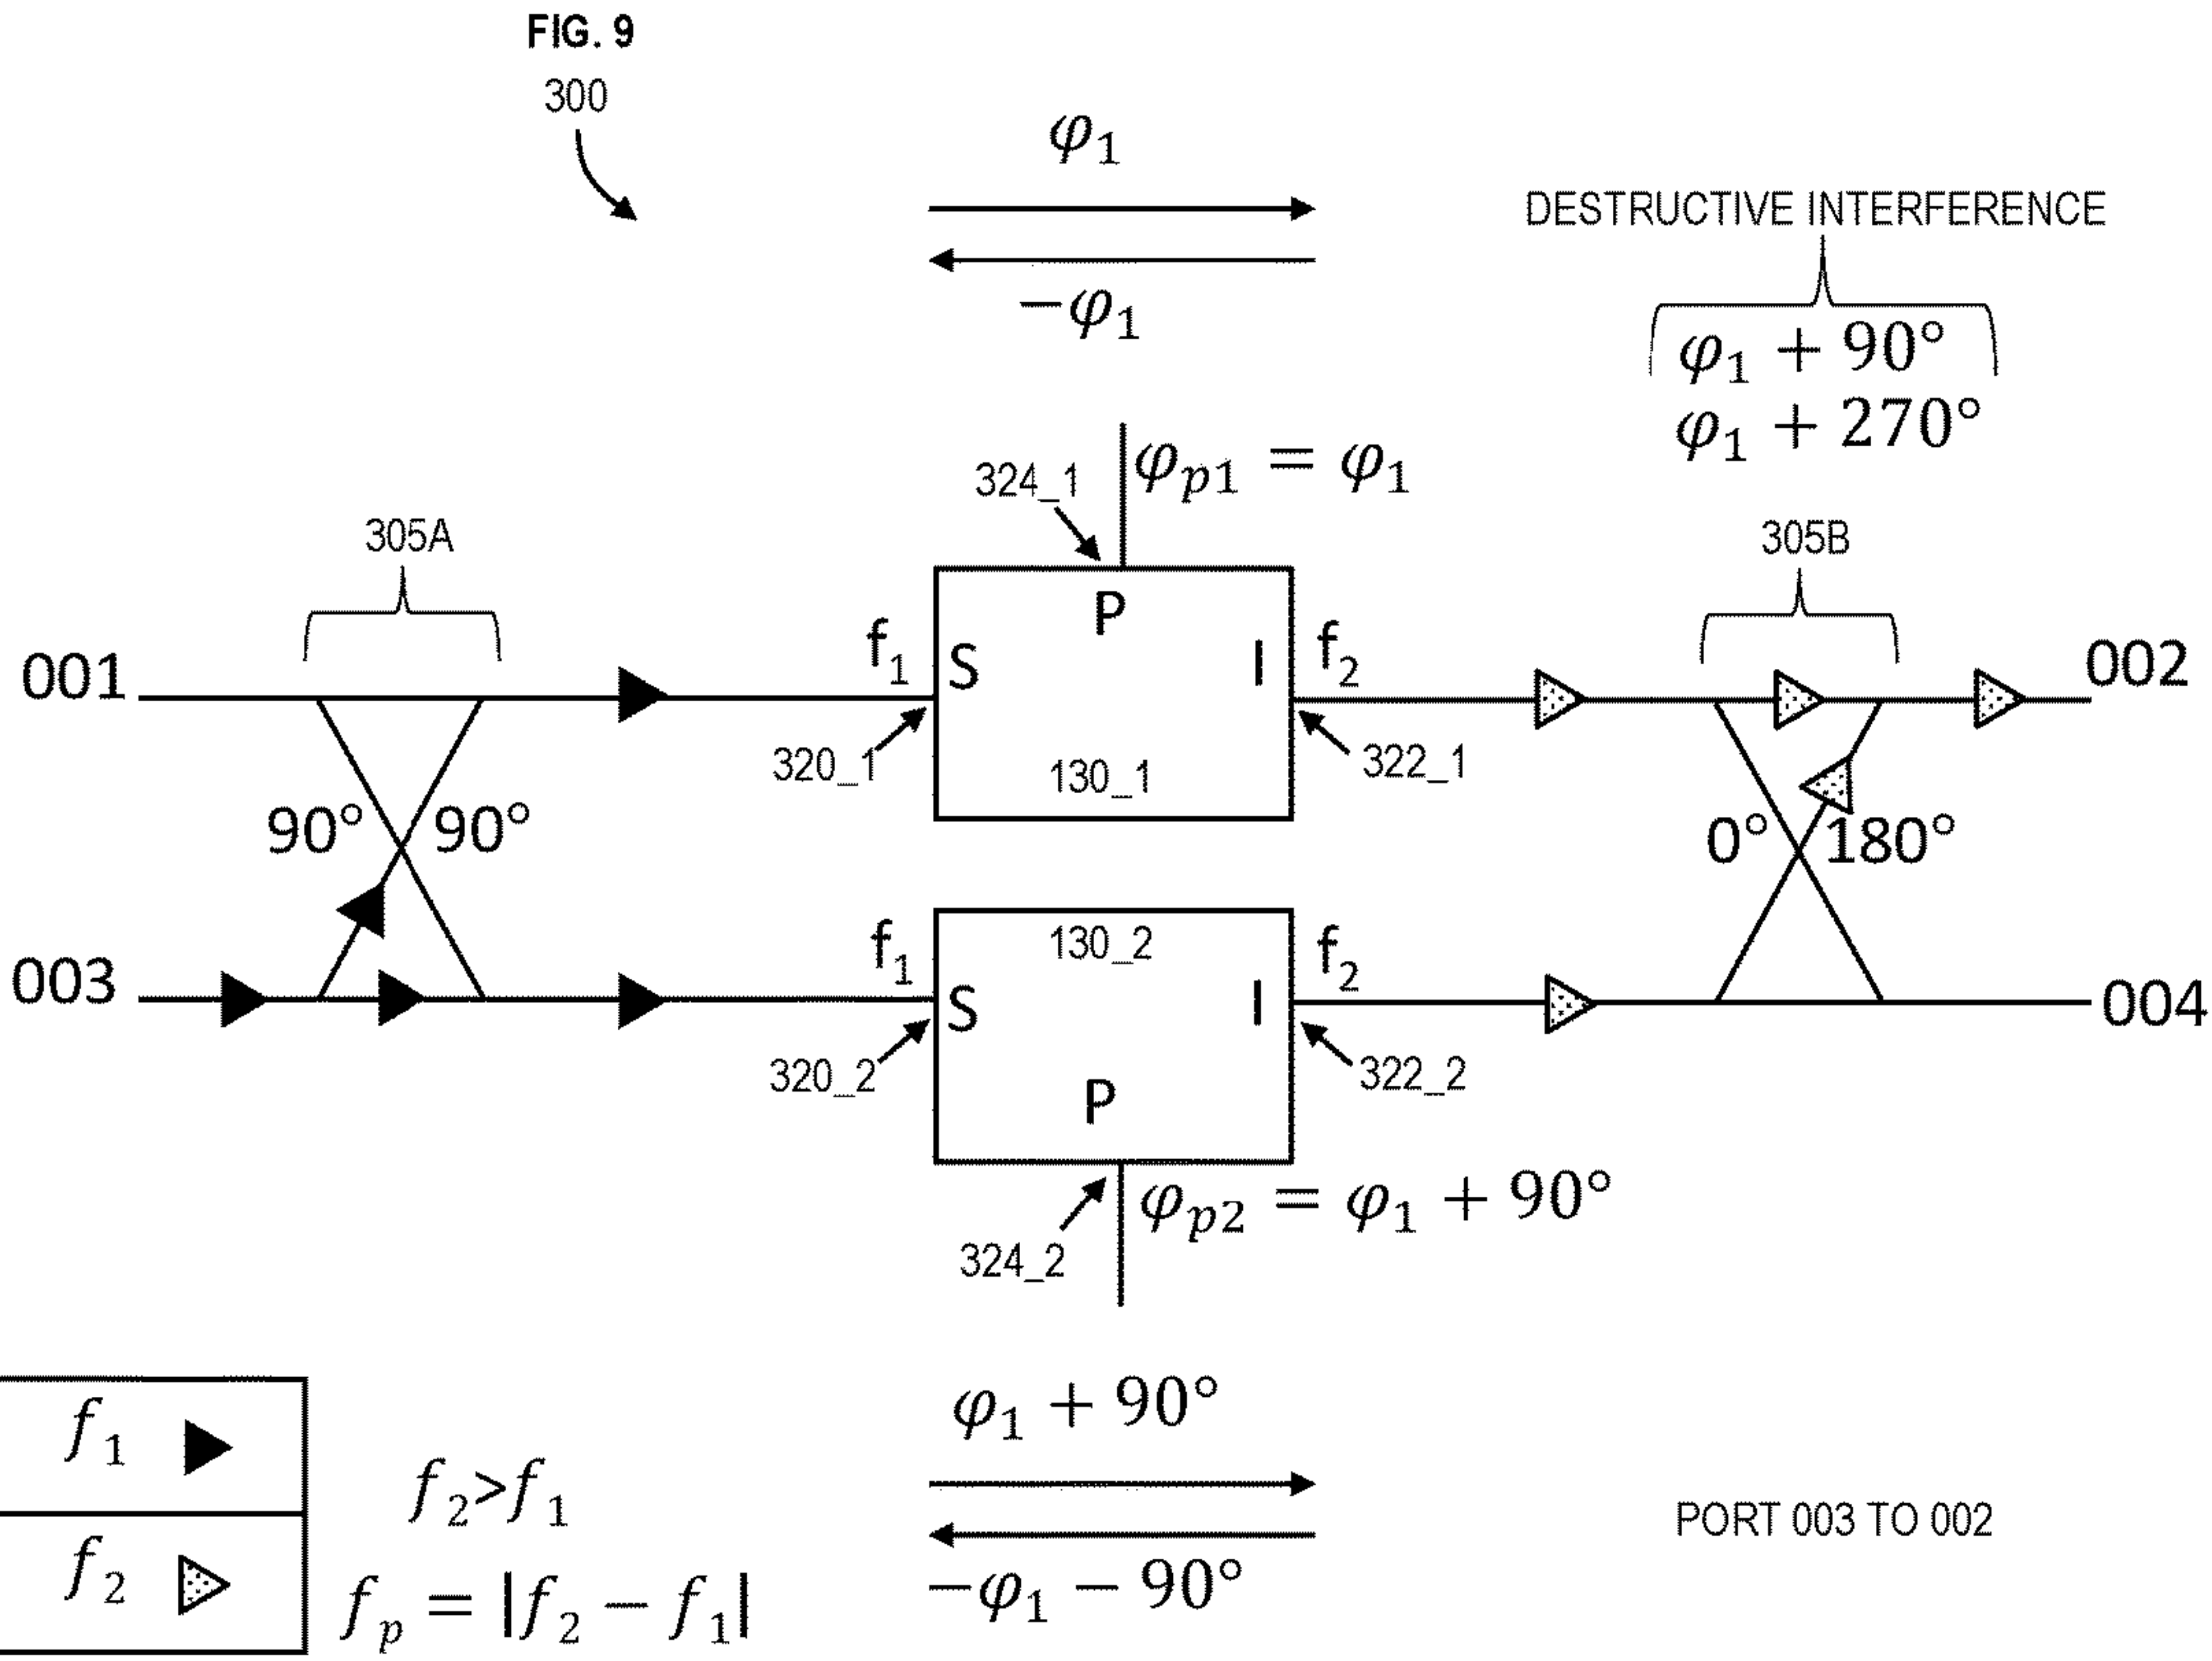 FIG. 9
300
φ₁
−φ₁
DESTRUCTIVE INTERFERENCE
φ₁ + 90°
φ₁ + 270°
324_1
φₚ₁ = φ₁
305A
305B
001
f₁
S
P
I
f₂
002
320_1
130_1
322_1
90°
90°
0°
180°
003
f₁
S
130_2
I
f₂
004
320_2
322_2
P
324_2
φₚ₂ = φ₁ + 90°
f₁
f₂
f₂>f₁
fₚ = |f₂ − f₁|
φ₁ + 90°
−φ₁ − 90°
PORT 003 TO 002